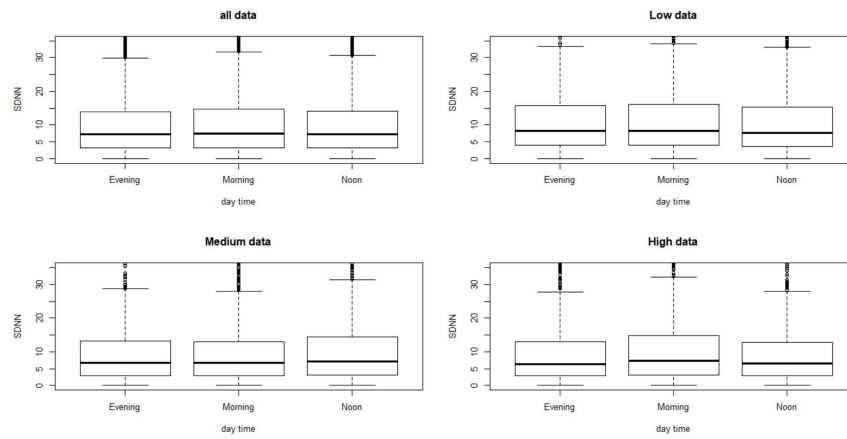 all data
SDNN
30
20
10
5
0
Evening
Morning
Noon
day time
Low data
SDNN
30
20
10
5
0
Evening
Morning
Noon
day time
Medium data
SDNN
30
20
10
5
0
Evening
Morning
Noon
day time
High data
SDNN
30
20
10
5
0
Evening
Morning
Noon
day time